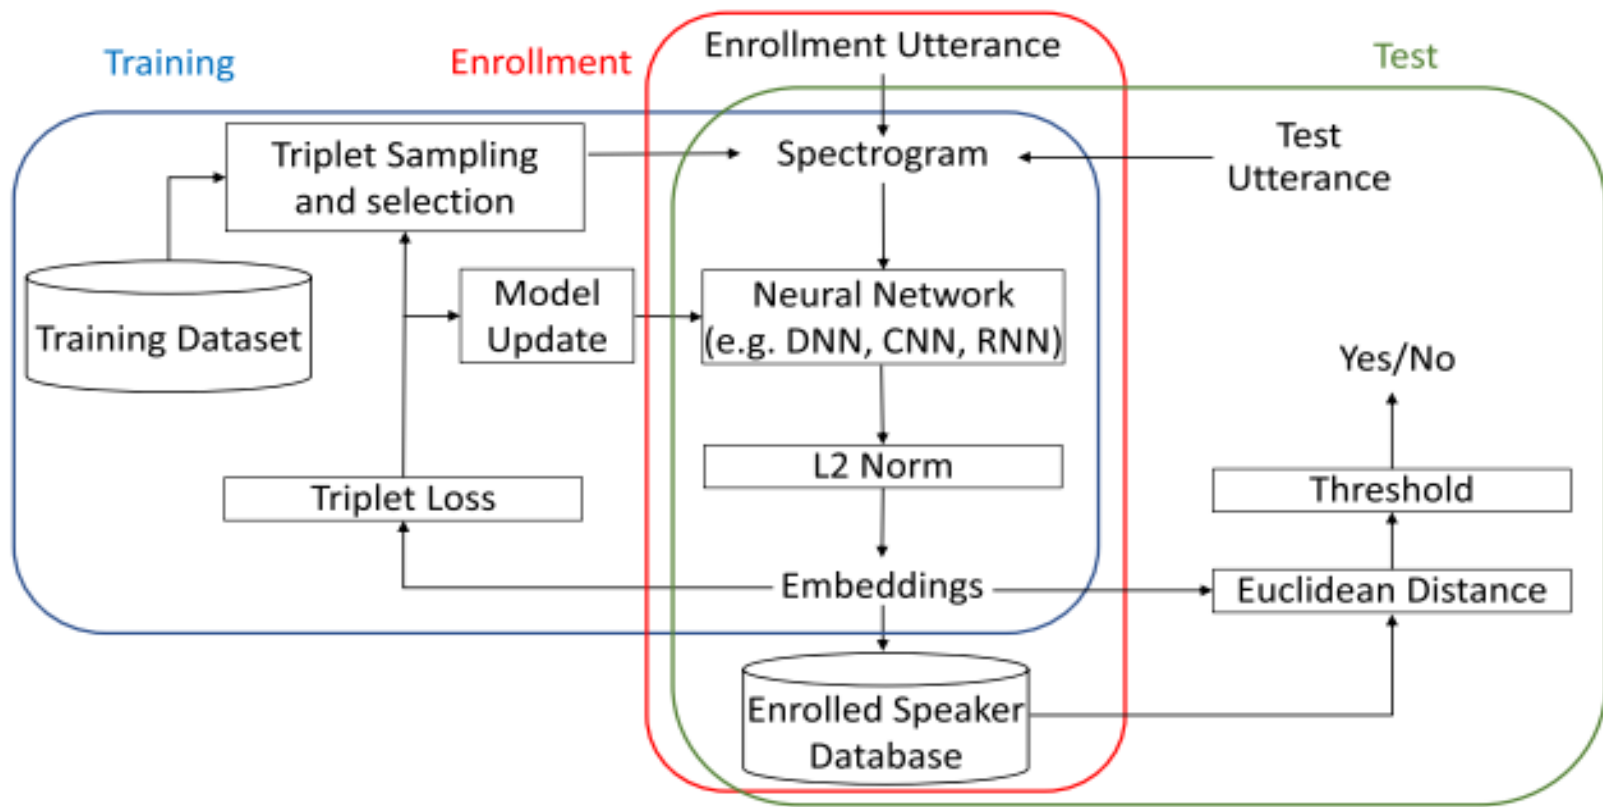 Training
Enrollment
Enrollment Utterance
Test
Triplet Sampling
and selection
Spectrogram
Test
Utterance
Training Dataset
Model
Update
Neural Network
(e.g. DNN, CNN, RNN)
Yes/No
L2 Norm
Triplet Loss
Threshold
Embeddings
Euclidean Distance
Enrolled Speaker
Database